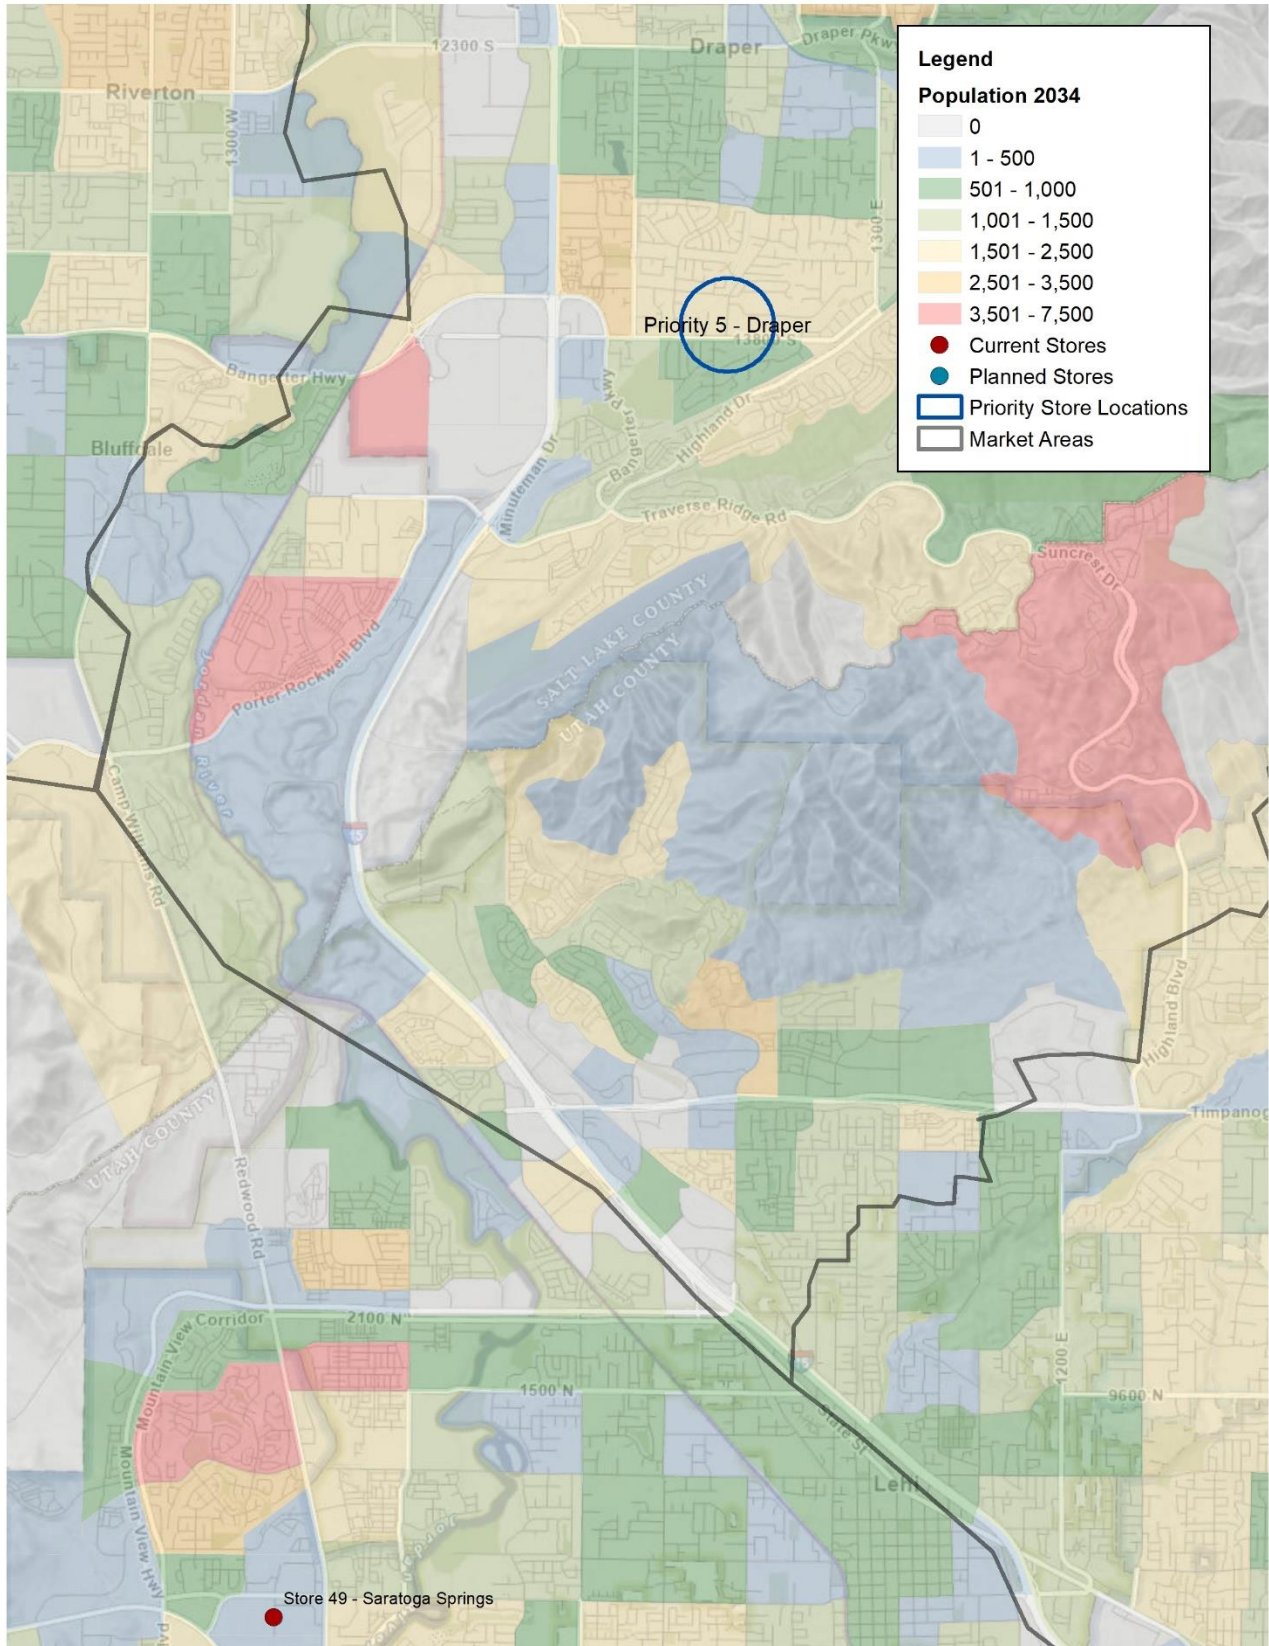 12300 S
Draper
Draper Pkwy
Riverton
1300 W
1300 E
Legend
Population 2034
0
1 - 500
501 - 1,000
1,001 - 1,500
1,501 - 2,500
2,501 - 3,500
3,501 - 7,500
Current Stores
Planned Stores
Priority Store Locations
Market Areas
Priority 5 - Draper
13800 S
Bangerter Hwy
Bangerter Pkwy
Highland Dr
Bluffdale
Minuteman Dr
Traverse Ridge Rd
Suncrest Dr
SALT LAKE COUNTY
UTAH COUNTY
Porter Rockwell Blvd
Jordan
River
Camp Williams Rd
15
Highland Blvd
Timpanog
UTAH COUNTY
Redwood Rd
Mountain View Corridor
2100 N
1200 E
1500 N
9600 N
State St
Lehi
Mountain View Hwy
Jordan
Store 49 - Saratoga Springs
lvd